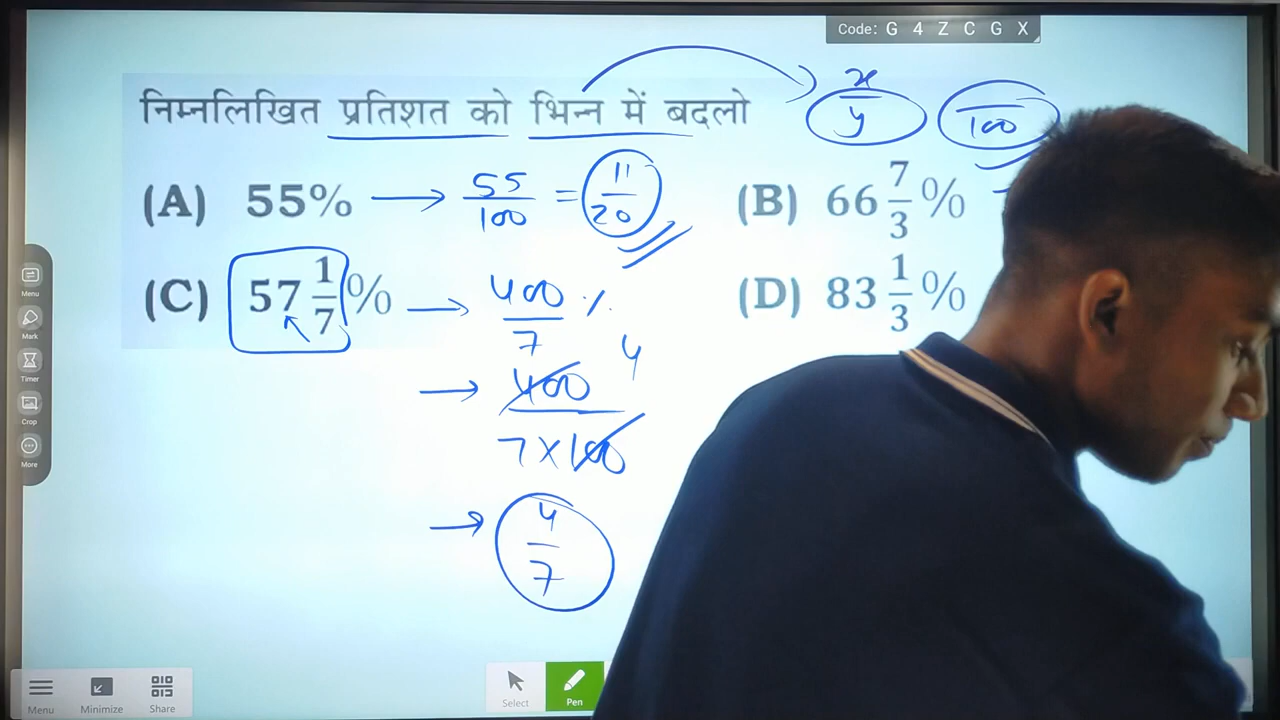 Code: G 4 Z C G X
निम्नलिखित प्रतिशत को भिन्न में बदलो
x/y
/100
(A) 55% → 55/100 = 11/20
(B) 66 7/3 %
(C) 57 1/7 % → 400/7 %
(D) 83 1/3 %
→ 400/7×100 4
→ 4/7
Menu
Mark
Timer
Crop
More
Menu
Minimize
Share
Select
Pen